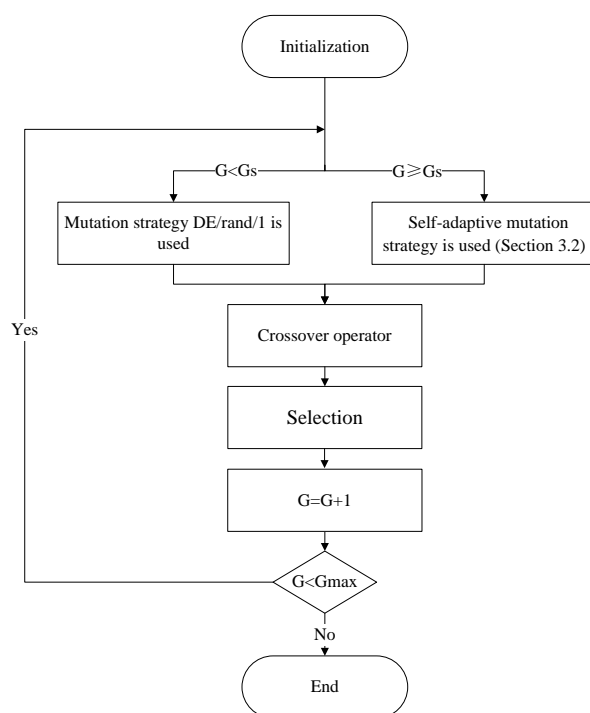 Initialization
G<Gs
G≥Gs
Mutation strategy DE/rand/1 is
used
Self-adaptive mutation
strategy is used (Section 3.2)
Yes
Crossover operator
Selection
G=G+1
G<Gmax
No
End